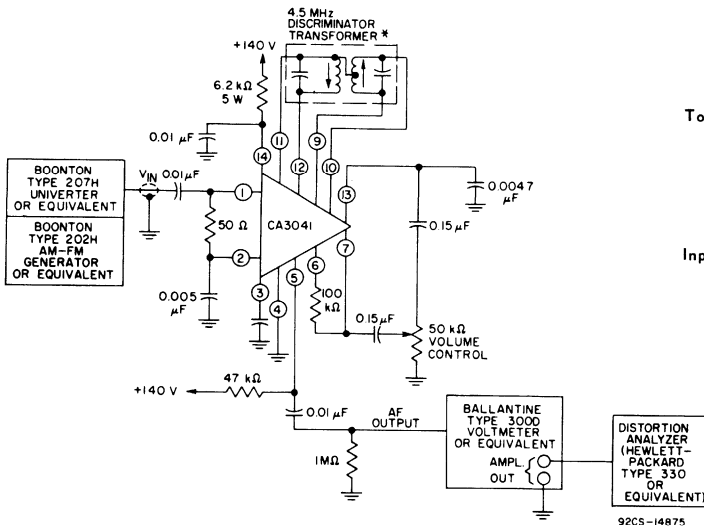 4.5 MHz
DISCRIMINATOR
TRANSFORMER *
+140 V
6.2 kΩ
5 W
0.01 µF
11
12
9
10
14
13
BOONTON
TYPE 207H
UNIVERTER
OR EQUIVALENT
BOONTON
TYPE 202H
AM-FM
GENERATOR
OR EQUIVALENT
VIN
0.01 µF
1
50 Ω
2
CA3041
7
0.0047
µF
0.15 µF
0.005
µF
3
4
5
6
100
kΩ
0.15 µF
50 kΩ
VOLUME
CONTROL
+140 V
47 kΩ
0.01 µF
AF
OUTPUT
1MΩ
BALLANTINE
TYPE 300D
VOLTMETER
OR EQUIVALENT
AMPL.
OUT
DISTORTION
ANALYZER
(HEWLETT-
PACKARD
TYPE 330
OR
EQUIVALENT)
92CS-14875
To
Inp